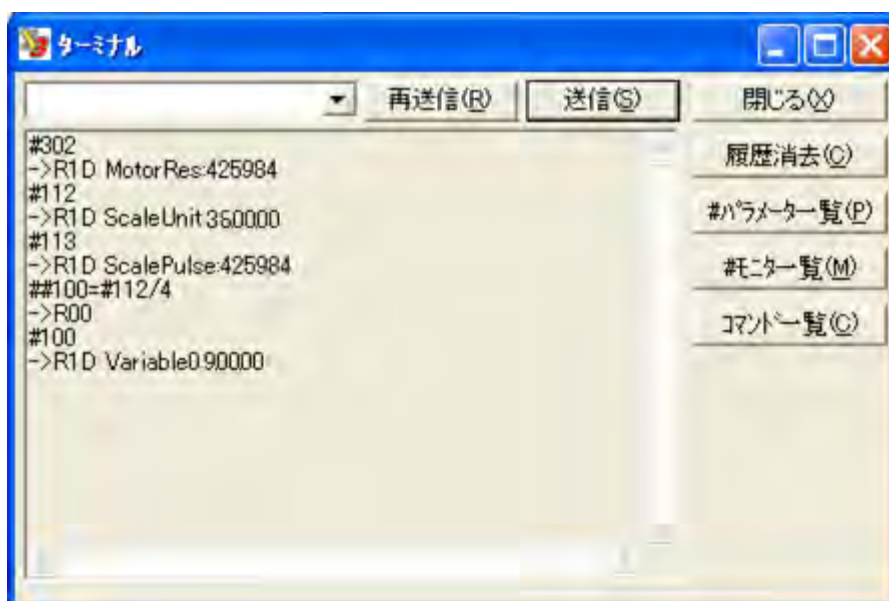 ターミナル
再送信(R) 送信(S) 閉じる(X)
#302
->R1D MotorRes:425984
#112
->R1D ScaleUnit:360000
#113
->R1D ScalePulse:425984
##100=#112/4
->R00
#100
->R1D Variable0:90000
履歴消去(C)
#パラメーター覧(P)
#モニター覧(M)
コマンド一覧(C)